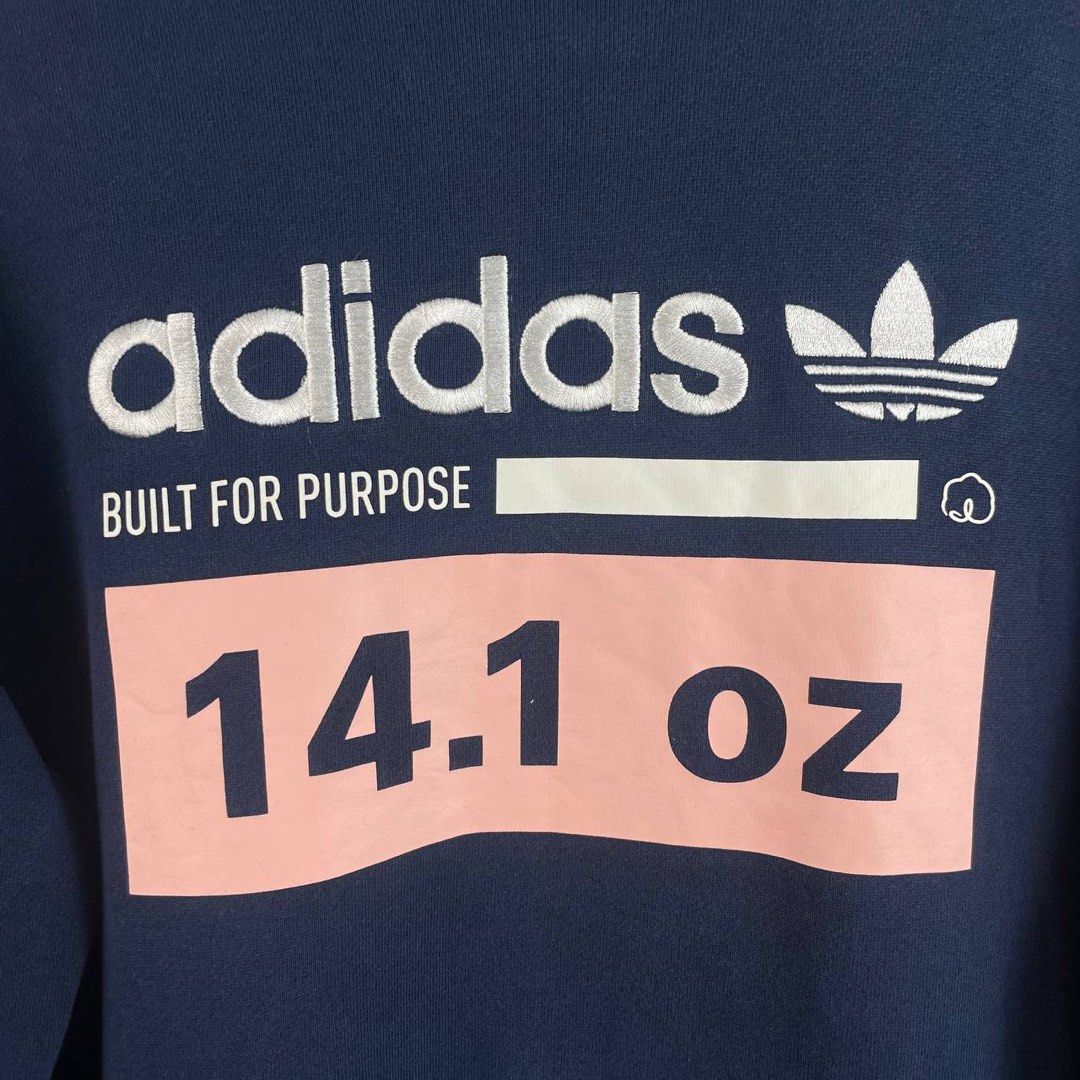 adidas
BUILT FOR PURPOSE
14.1 oz